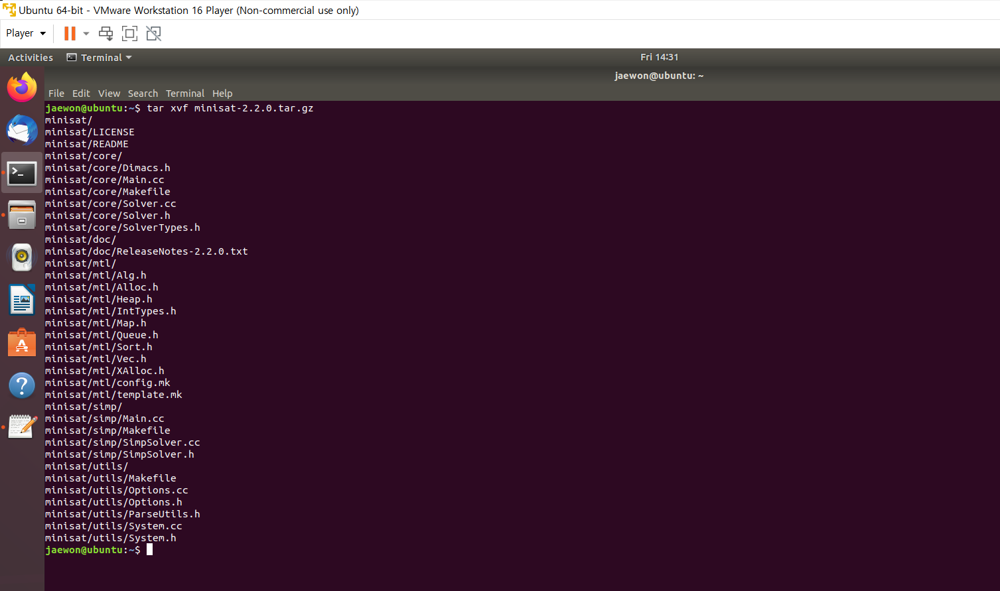 Ubuntu 64-bit - VMware Workstation 16 Player (Non-commercial use only)
Player
Activities Terminal Fri 14:31
jaewon@ubuntu: ~
File Edit View Search Terminal Help
jaewon@ubuntu:~$ tar xvf minisat-2.2.0.tar.gz
minisat/
minisat/LICENSE
minisat/README
minisat/core/
minisat/core/Dimacs.h
minisat/core/Main.cc
minisat/core/Makefile
minisat/core/Solver.cc
minisat/core/Solver.h
minisat/core/SolverTypes.h
minisat/doc/
minisat/doc/ReleaseNotes-2.2.0.txt
minisat/mtl/
minisat/mtl/Alg.h
minisat/mtl/Alloc.h
minisat/mtl/Heap.h
minisat/mtl/IntTypes.h
minisat/mtl/Map.h
minisat/mtl/Queue.h
minisat/mtl/Sort.h
minisat/mtl/Vec.h
minisat/mtl/XAlloc.h
minisat/mtl/config.mk
minisat/mtl/template.mk
minisat/simp/
minisat/simp/Main.cc
minisat/simp/Makefile
minisat/simp/SimpSolver.cc
minisat/simp/SimpSolver.h
minisat/utils/
minisat/utils/Makefile
minisat/utils/Options.cc
minisat/utils/Options.h
minisat/utils/ParseUtils.h
minisat/utils/System.cc
minisat/utils/System.h
jaewon@ubuntu:~$